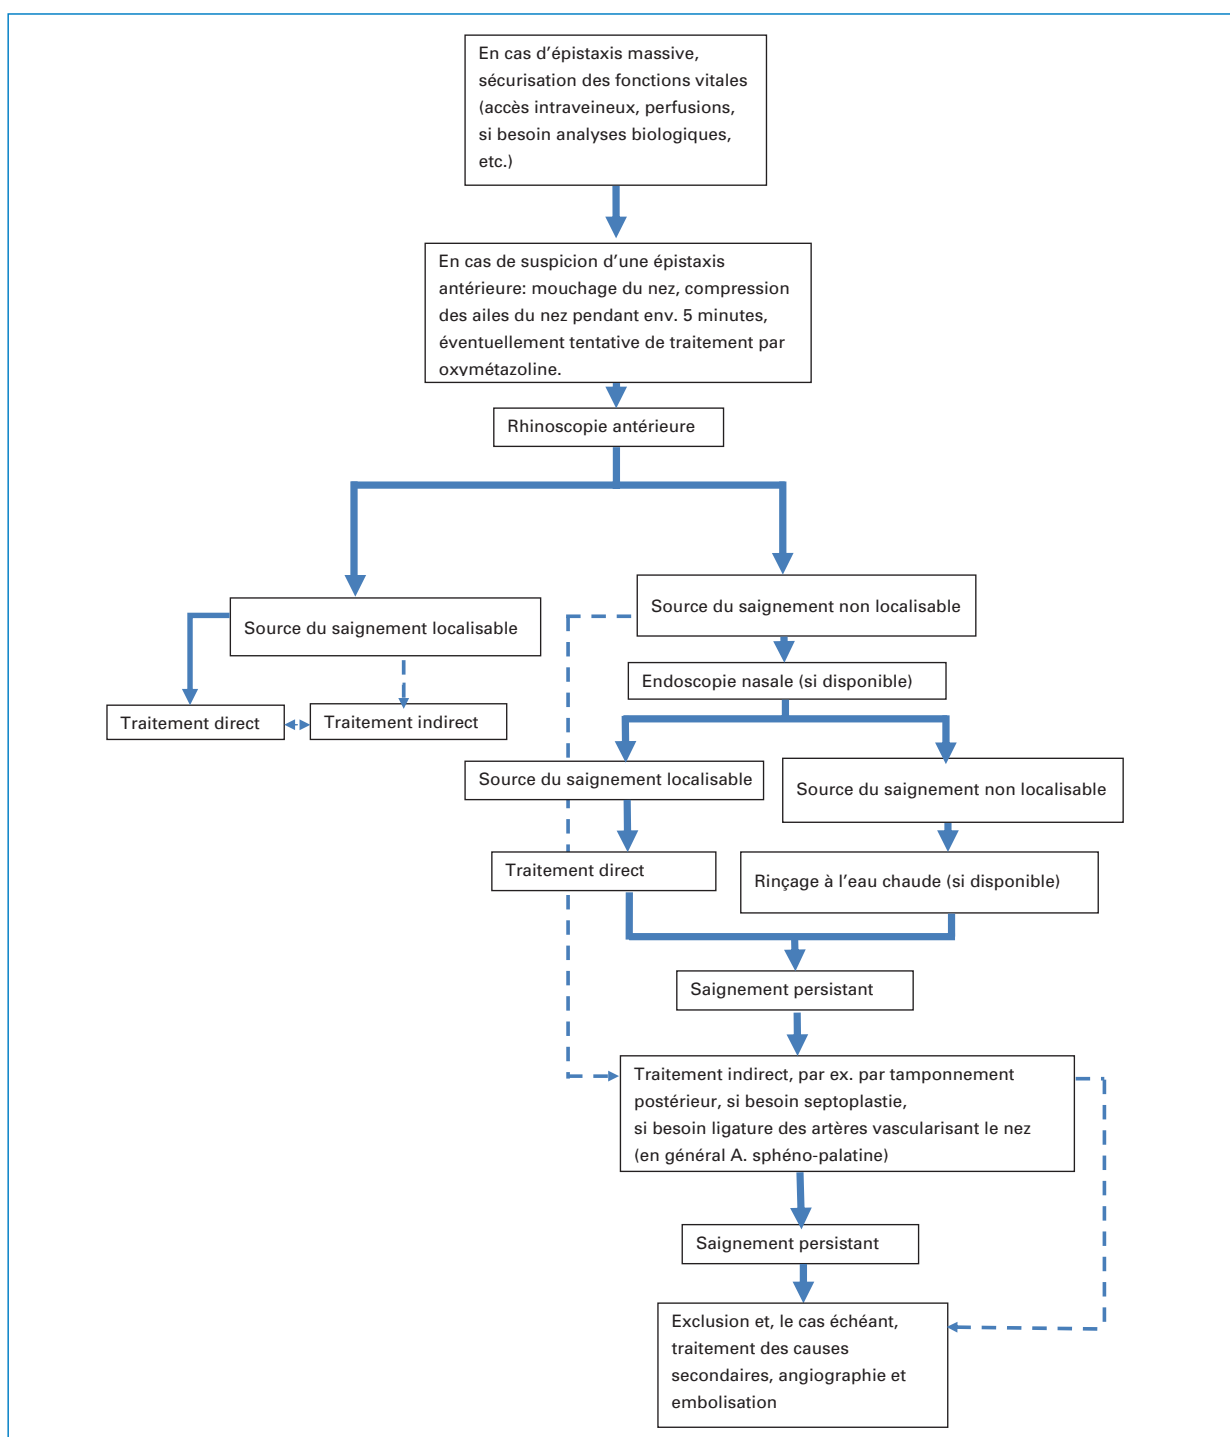 En cas d'épistaxis massive,
sécurisation des fonctions vitales
(accès intraveineux, perfusions,
si besoin analyses biologiques,
etc.)
En cas de suspicion d'une épistaxis
antérieure: mouchage du nez, compression
des ailes du nez pendant env. 5 minutes,
éventuellement tentative de traitement par
oxymétazoline.
Rhinoscopie antérieure
Source du saignement localisable
Source du saignement non localisable
Traitement direct
Traitement indirect
Endoscopie nasale (si disponible)
Source du saignement localisable
Source du saignement non localisable
Traitement direct
Rinçage à l'eau chaude (si disponible)
Saignement persistant
Traitement indirect, par ex. par tamponnement
postérieur, si besoin septoplastie,
si besoin ligature des artères vascularisant le nez
(en général A. sphéno-palatine)
Saignement persistant
Exclusion et, le cas échéant,
traitement des causes
secondaires, angiographie et
embolisation